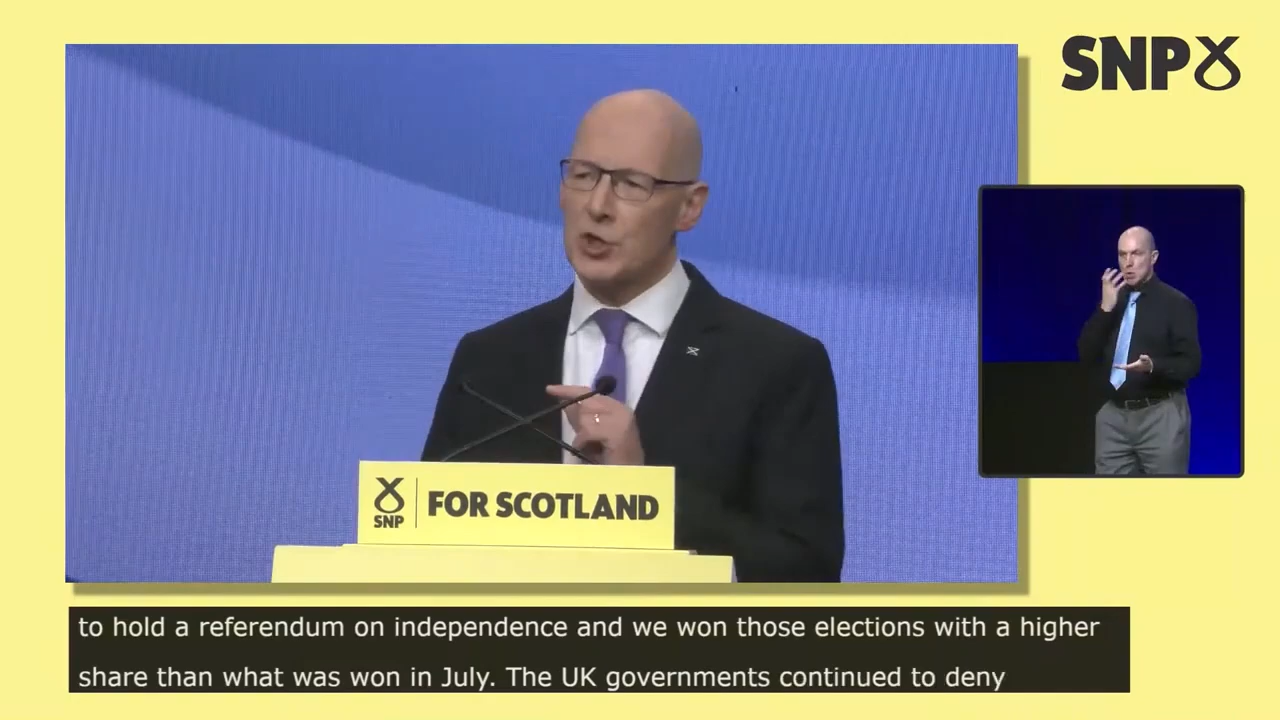 SNP
SNP
FOR SCOTLAND
to hold a referendum on independence and we won those elections with a higher
share than what was won in July. The UK governments continued to deny